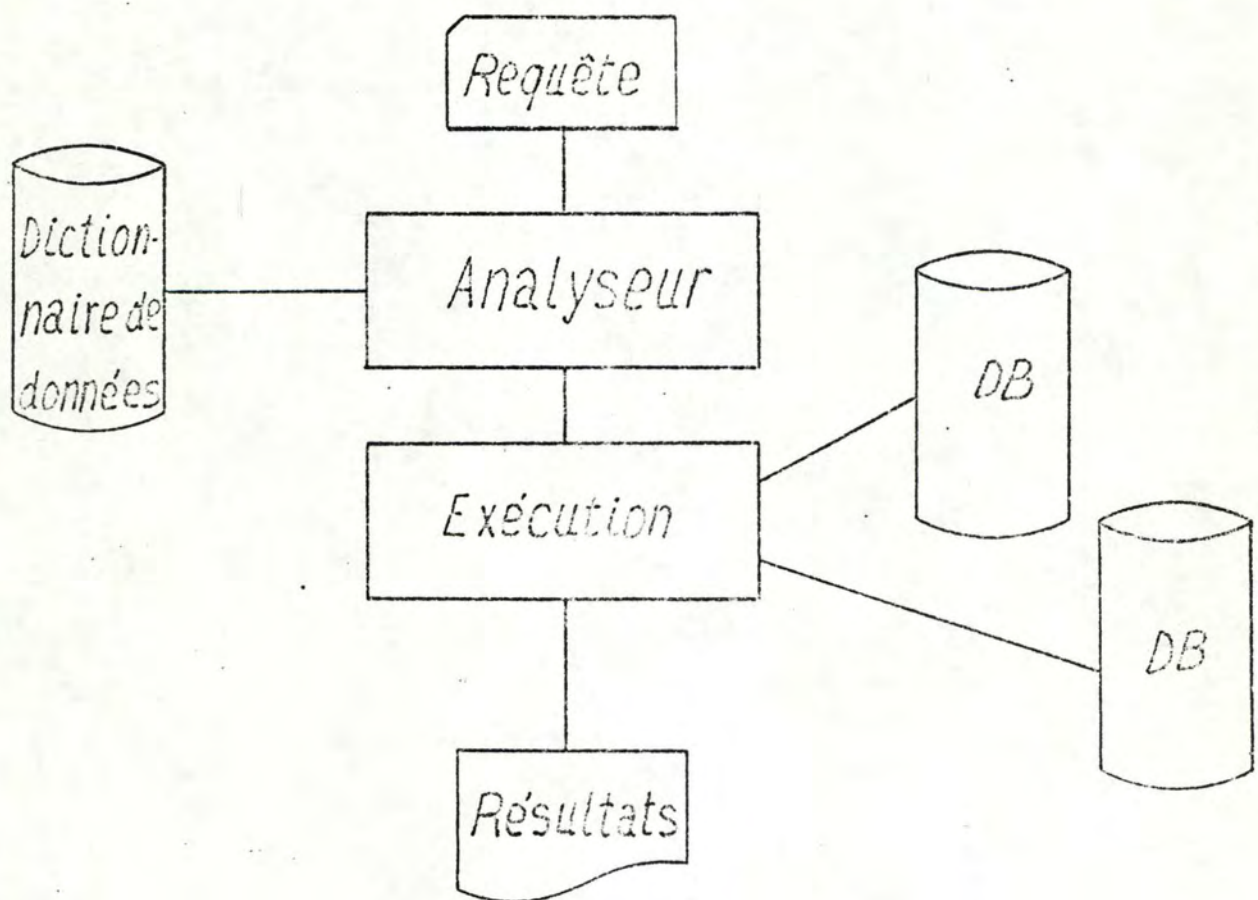 Requête
Diction-
naire de
données
Analyseur
DB
Exécution
DB
Résultats